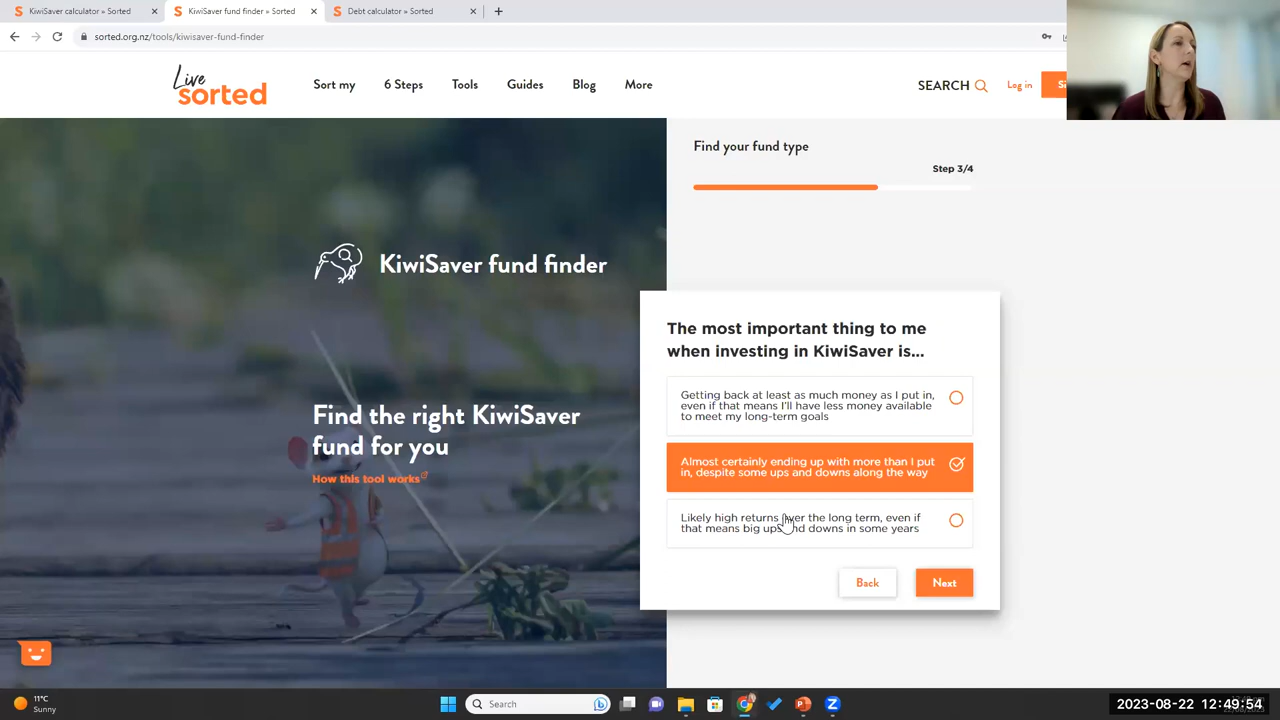 KiwiSaver calculator » Sorted
KiwiSaver fund finder » Sorted
Debt calculator » Sorted
sorted.org.nz/tools/kiwisaver-fund-finder
Live
sorted
Sort my
6 Steps
Tools
Guides
Blog
More
SEARCH
Log in
Find your fund type
Step 3/4
KiwiSaver fund finder
Find the right KiwiSaver
fund for you
How this tool works
The most important thing to me
when investing in KiwiSaver is...
Getting back at least as much money as I put in,
even if that means I'll have less money available
to meet my long-term goals
Almost certainly ending up with more than I put
in, despite some ups and downs along the way
Likely high returns over the long term, even if
that means big ups and downs in some years
Back
Next
11°C
Sunny
Search
2023-08-22 12:49:54